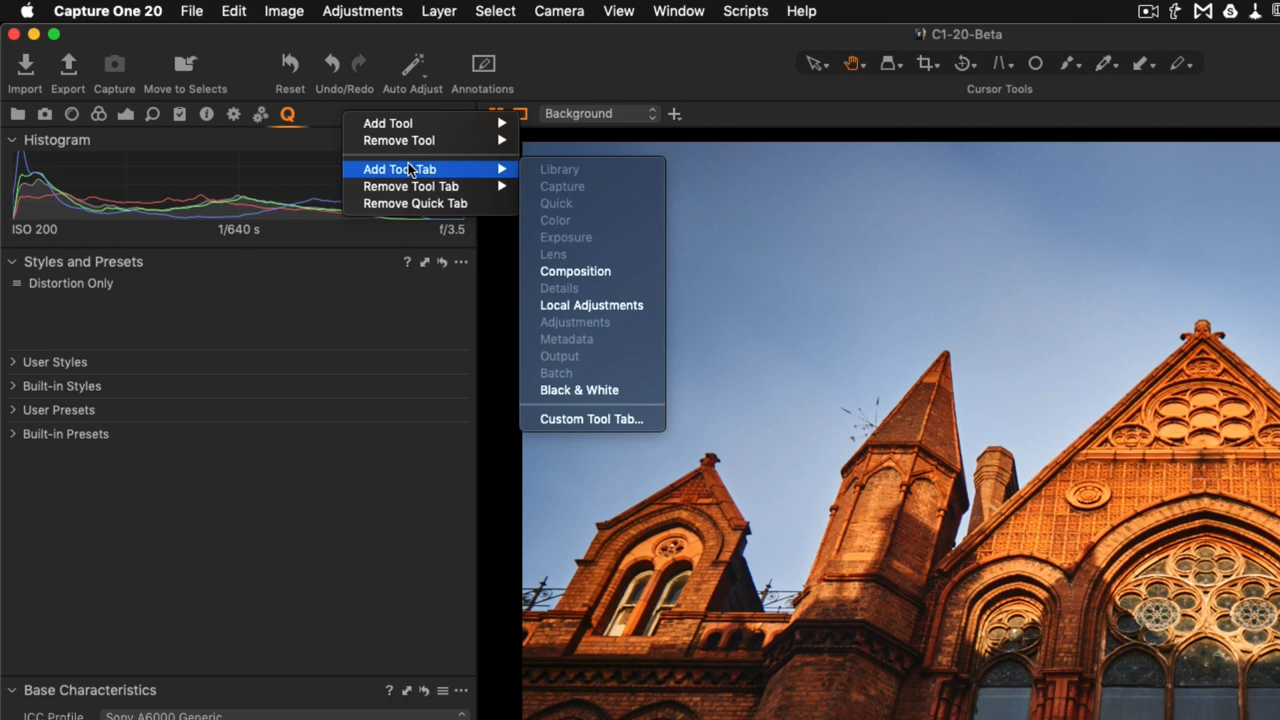 Capture One 20 File Edit Image Adjustments Layer Select Camera View Window Scripts Help
C1-20-Beta
Import Export Capture Move to Selects Reset Undo/Redo Auto Adjust Annotations Cursor Tools
Background
Histogram
ISO 200 1/640 s f/3.5
Add Tool
Remove Tool
Add Tool Tab
Remove Tool Tab
Remove Quick Tab
Library
Capture
Quick
Color
Exposure
Lens
Composition
Details
Local Adjustments
Adjustments
Metadata
Output
Batch
Black & White
Custom Tool Tab...
Styles and Presets
Distortion Only
User Styles
Built-in Styles
User Presets
Built-in Presets
Base Characteristics
ICC Profile Sony A6000 Generic